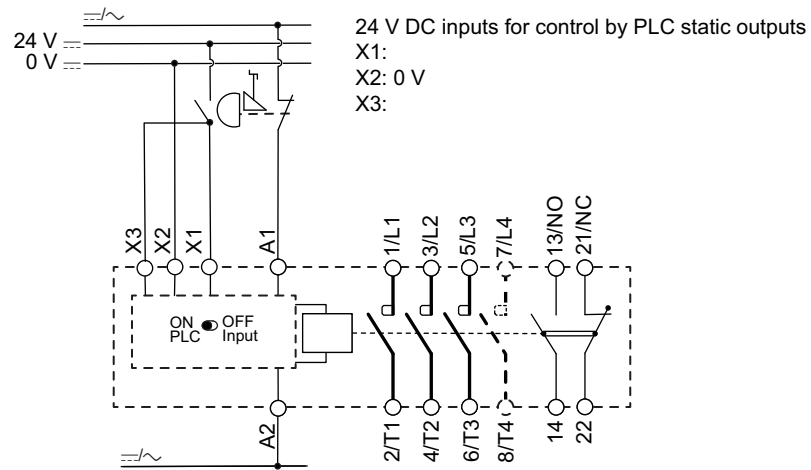 24 V
0 V
24 V DC inputs for control by PLC static outputs
X1:
X2: 0 V
X3:
X3
X2
X1
A1
1/L1
3/L2
5/L3
7/L4
13/NO
21/NC
ON OFF
PLC Input
A2
2/T1
4/T2
6/T3
8/T4
14
22